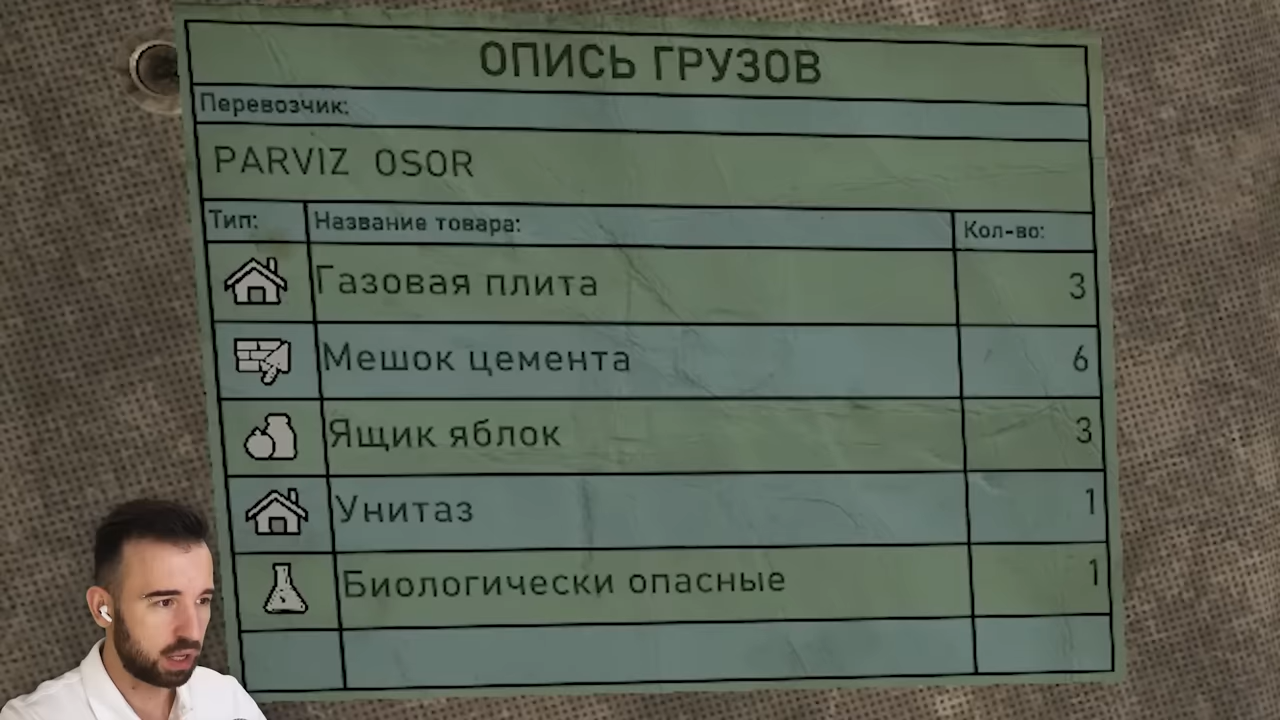 ОПИСЬ ГРУЗОВ
Перевозчик:
PARVIZ OSOR
Тип: Название товара: Кол-во:
Газовая плита 3
Мешок цемента 6
Ящик яблок 3
Унитаз 1
Биологически опасные 1